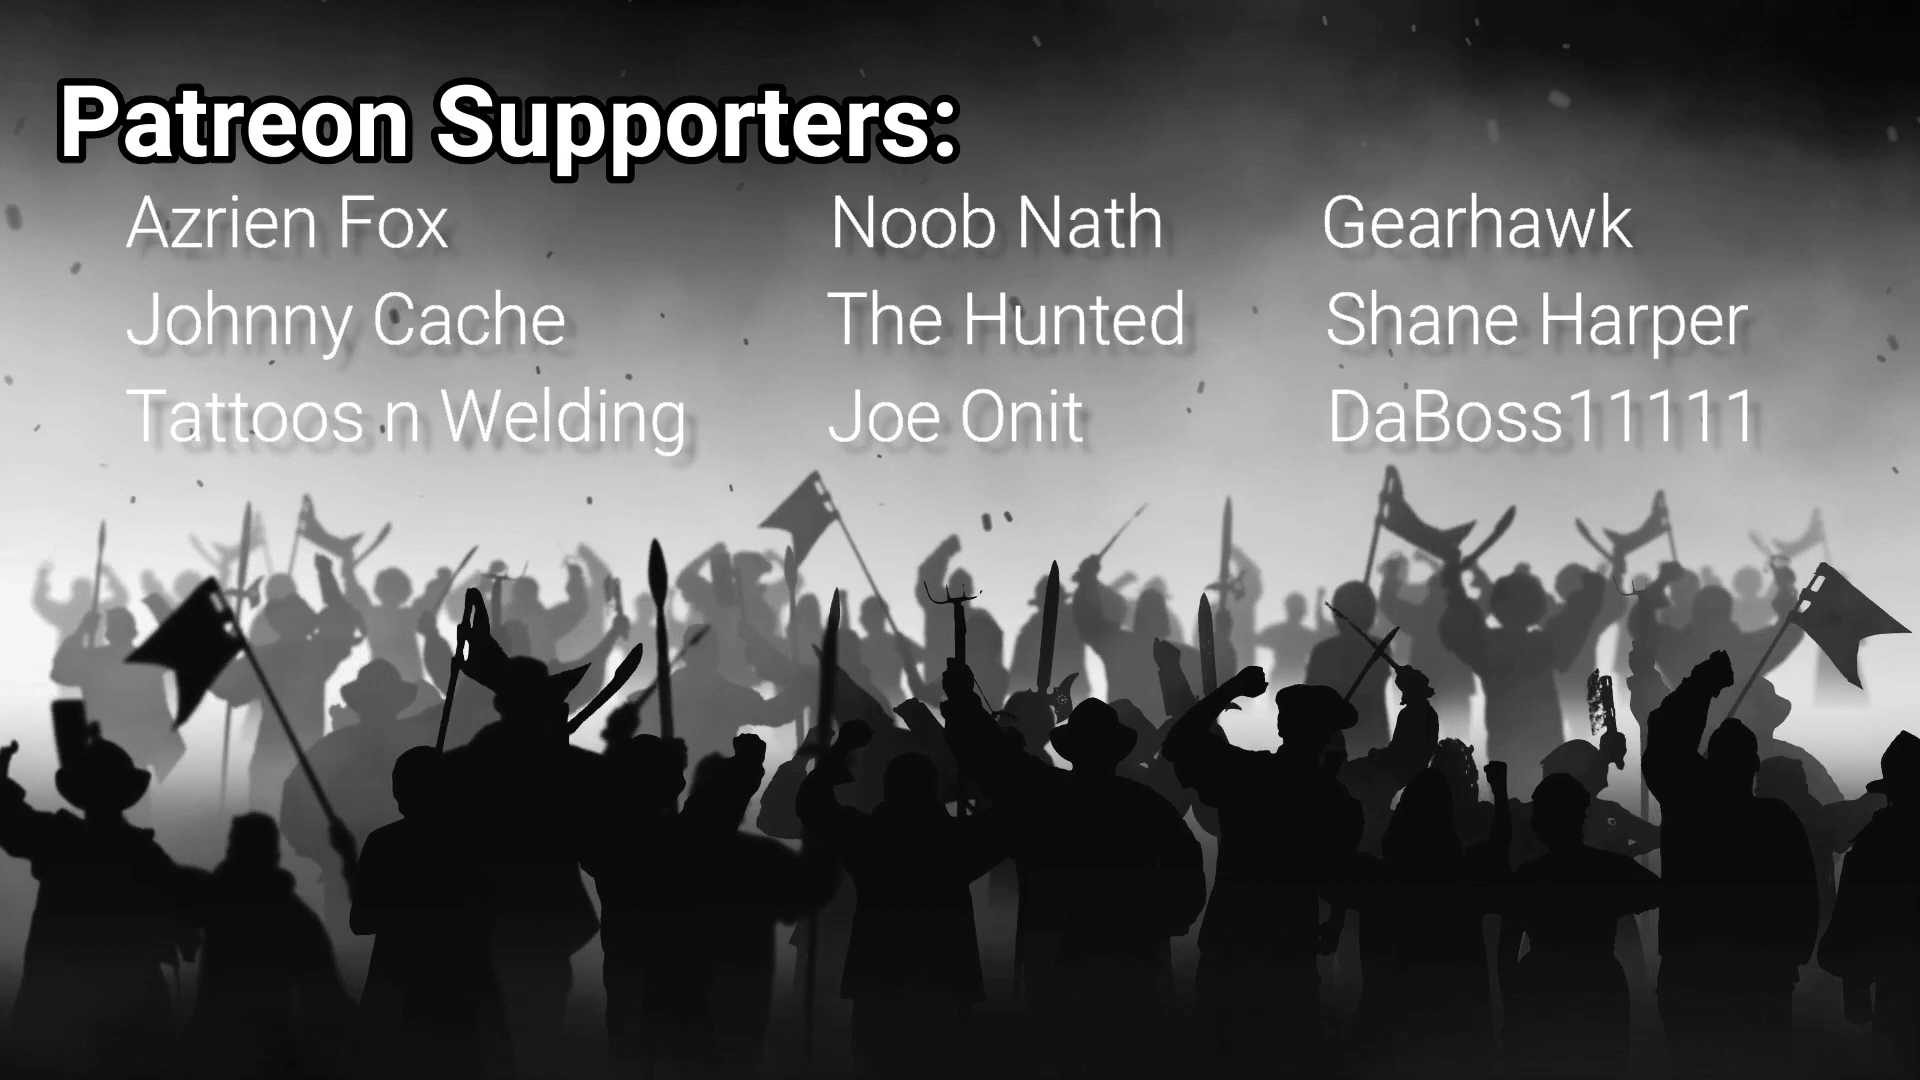 Patreon Supporters:
Azrien Fox Noob Nath Gearhawk
Johnny Cache The Hunted Shane Harper
Tattoos n Welding Joe Onit DaBoss11111